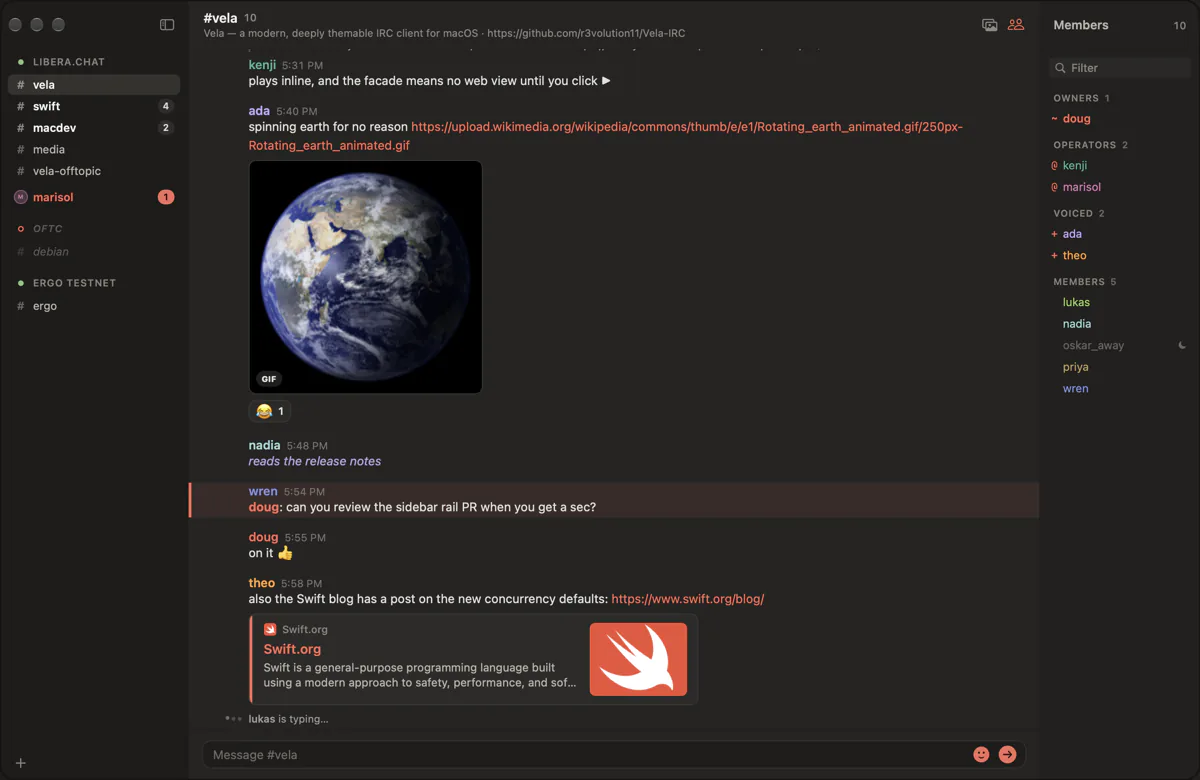 LIBERA.CHAT
# vela
# swift 4
# macdev 2
# media
# vela-offtopic
M marisol 1
OFTC
# debian
ERGO TESTNET
# ergo
+
#vela 10
Vela — a modern, deeply themable IRC client for macOS · https://github.com/r3volution11/Vela-IRC
kenji 5:31 PM
plays inline, and the facade means no web view until you click ▶
ada 5:40 PM
spinning earth for no reason https://upload.wikimedia.org/wikipedia/commons/thumb/e/e1/Rotating_earth_animated.gif/250px-
Rotating_earth_animated.gif
GIF
😂 1
nadia 5:48 PM
reads the release notes
wren 5:54 PM
doug: can you review the sidebar rail PR when you get a sec?
doug 5:55 PM
on it 👍
theo 5:58 PM
also the Swift blog has a post on the new concurrency defaults: https://www.swift.org/blog/
Swift.org
Swift.org
Swift is a general-purpose programming language built
using a modern approach to safety, performance, and sof...
lukas is typing...
Message #vela
Members 10
Filter
OWNERS 1
~ doug
OPERATORS 2
@ kenji
@ marisol
VOICED 2
+ ada
+ theo
MEMBERS 5
lukas
nadia
oskar_away
priya
wren